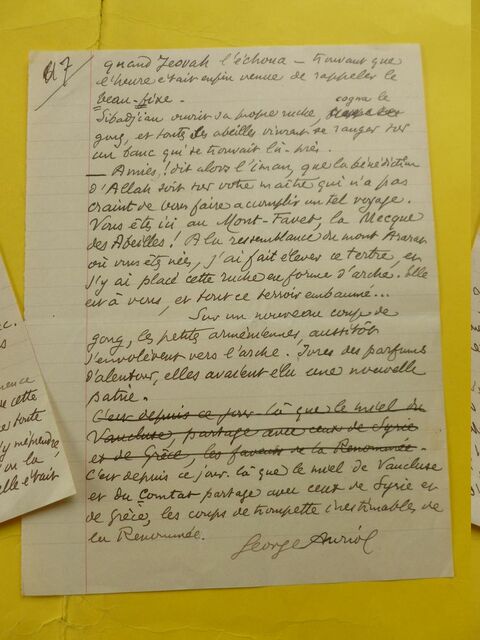 17
quand Jeovah l'échoua — trouvant que
l'heure était enfin venue de rappeler le
beau-fixe.
Sibadjian ouvrit sa propre ruche, cogna le
gong, et toutes les abeilles vinrent se ranger sur
un banc qui se trouvait là-près.
— Amies! dit alors l'iman, que la bénédiction
d'Allah soit sur votre maître qui n'a pas
craint de vous faire accomplir un tel voyage.
Vous êtes ici au Mont-Favet, la Mecque
des Abeilles! A la ressemblance du mont Ararat
où vous êtes nées, j'ai fait élever ce tertre, et
j'y ai placé cette ruche en forme d'arche. Elle
est à vous, et tout ce terroir embaumé...
Sur un nouveau coup de
gong, les petites arméniennes aussitôt
s'envolèrent vers l'arche. Ivres des parfums
d'alentour, elles avaient élu une nouvelle
patrie.
C'est depuis ce jour-là que le miel du
Vaucluse, partage avec ceux de Syrie
et de Grèce, les faveurs de la Renommée.
C'est depuis ce jour-là que le miel de Vaucluse
et du Comtat partage avec ceux de Syrie et
de Grèce, les coups de trompette inestimables de
la Renommée.
George Auriol
ec.
cette
toute
j'y méprendre,
la
elle était